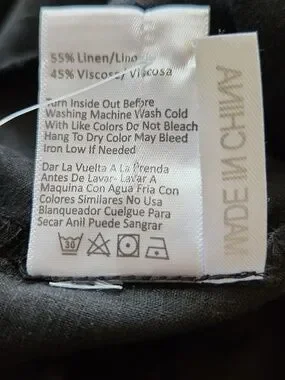 55% Linen/Lino
45% Viscose/Viscosa
Turn Inside Out Before
Washing Machine Wash Cold
With Like Colors Do Not Bleach
Hang To Dry Color May Bleed
Iron Low If Needed
Dar La Vuelta A La Prenda
Antes De Lavar- Lavar A
Maquina Con Agua Fria Con
Colores Similares No Usa
Blanqueador Cuelgue Para
Secar Anil Puede Sangrar
30
MADE IN CHINA